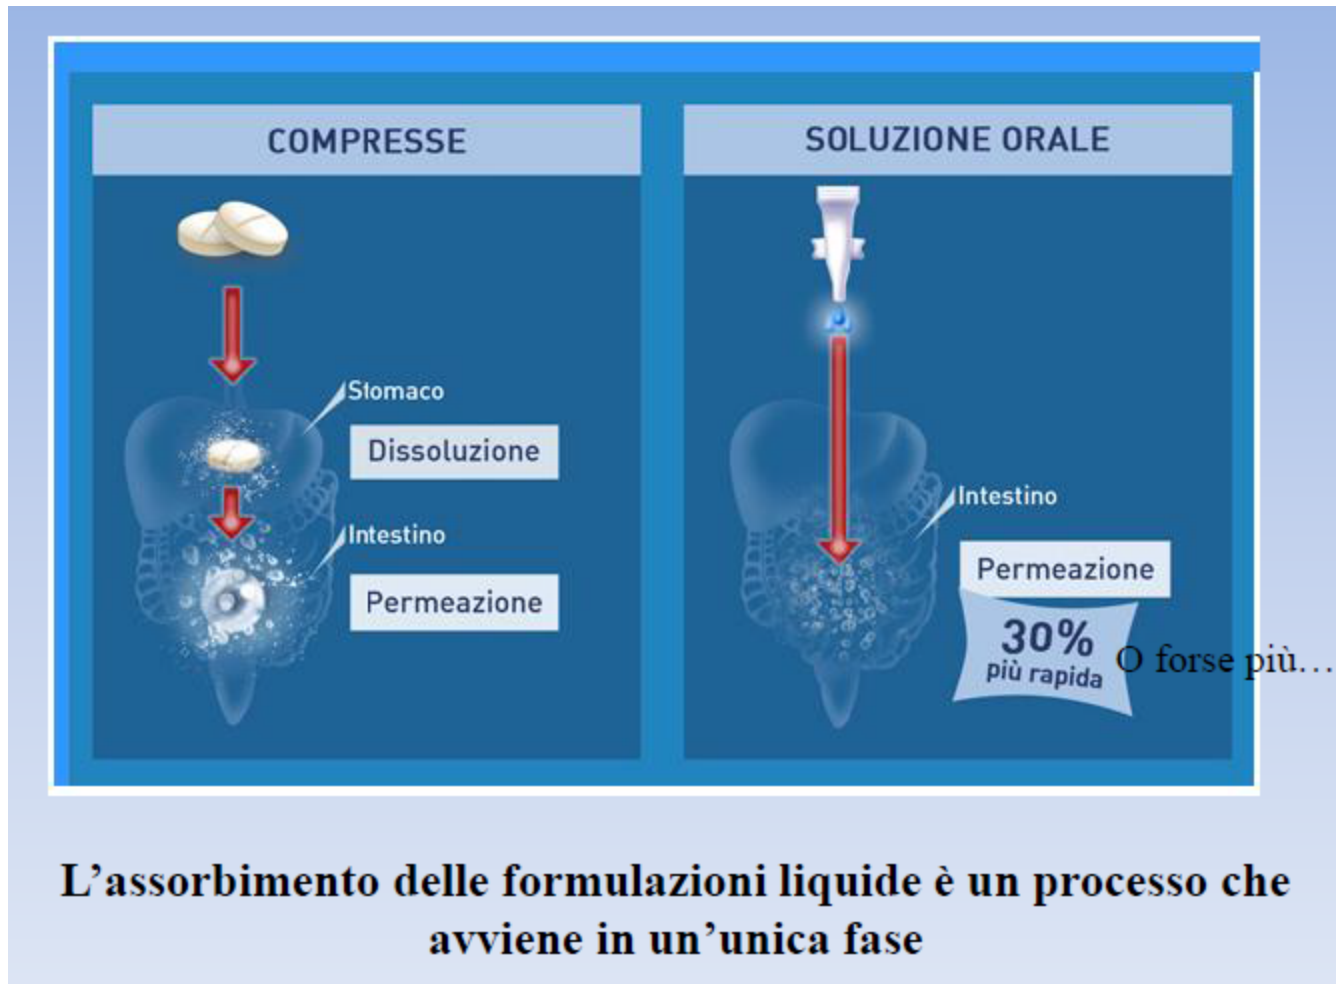 COMPRESSE
Stomaco
Dissoluzione
Intestino
Permeazione
SOLUZIONE ORALE
Intestino
Permeazione
30%
più rapida
O forse più…
L’assorbimento delle formulazioni liquide è un processo che
avviene in un’unica fase